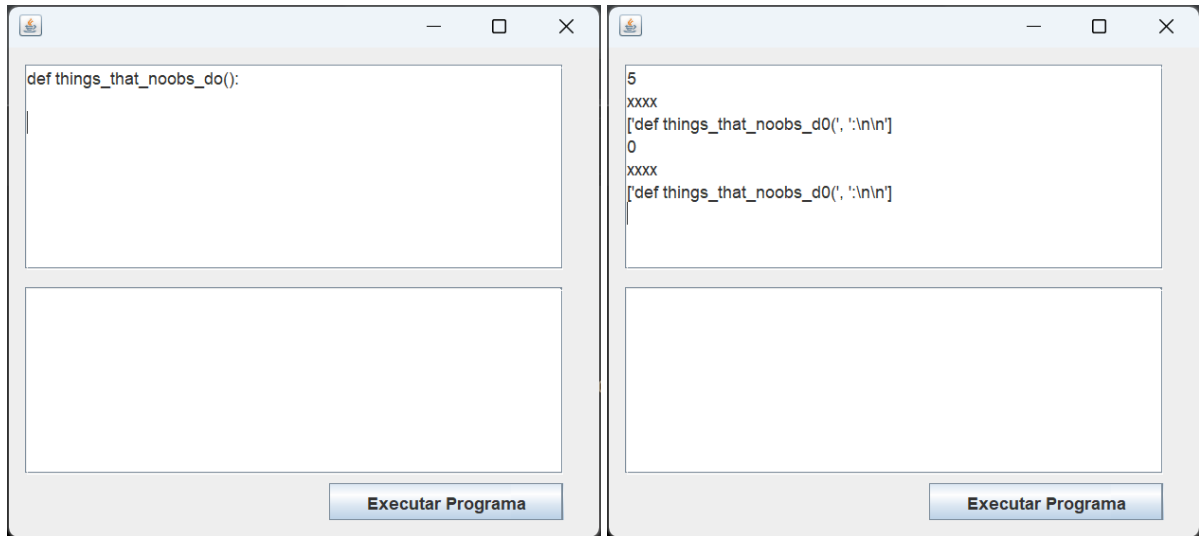 def things_that_noobs_do():
Executar Programa
5
xxxx
['def things_that_noobs_d0(', ':\n\n']
0
xxxx
['def things_that_noobs_d0(', ':\n\n']
Executar Programa